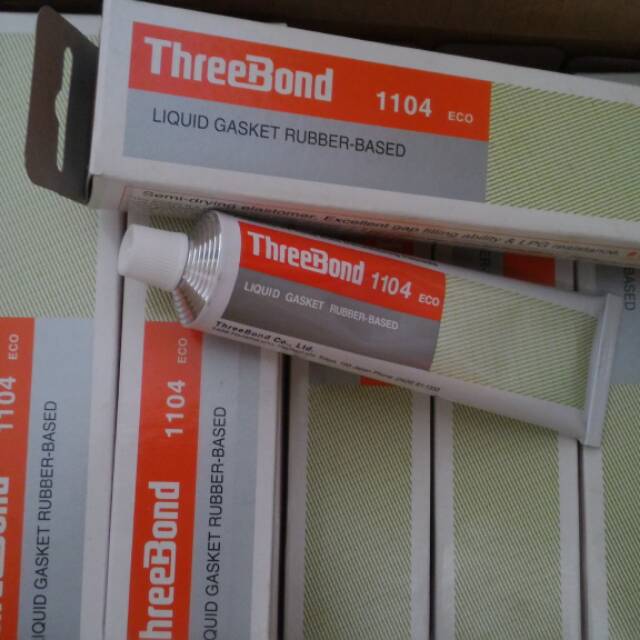 ThreeBond 1104 ECO
LIQUID GASKET RUBBER-BASED
Semi-drying elastomer. Excellent gap filling ability & LPG resistance.
ThreeBond 1104 ECO
LIQUID GASKET RUBBER-BASED
ThreeBond Co., Ltd.
1104 ECO
LIQUID GASKET RUBBER-BASED
hreeBond 1104 ECO
LIQUID GASKET RUBBER-BASED